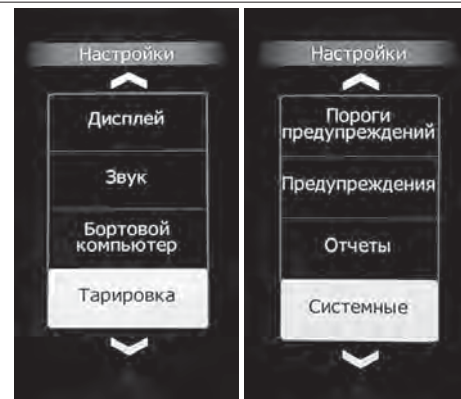 Настройки
Дисплей
Звук
Бортовой
компьютер
Тарировка
Настройки
Пороги
предупреждений
Предупреждения
Отчеты
Системные